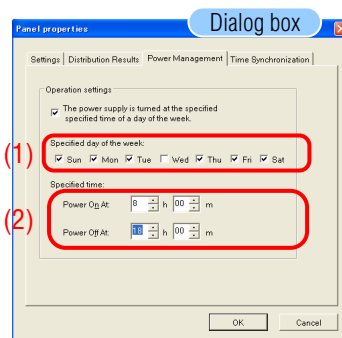 Dialog box
Panel properties
Settings Distribution Results Power Management Time Synchronization
Operation settings
The power supply is turned at the specified
specified time of a day of the week.
(1)
Specified day of the week:
Sun Mon Tue Wed Thu Fri Sat
(2)
Specified time:
Power On At: 8 h 00 m
Power Off At: 18 h 00 m
OK Cancel